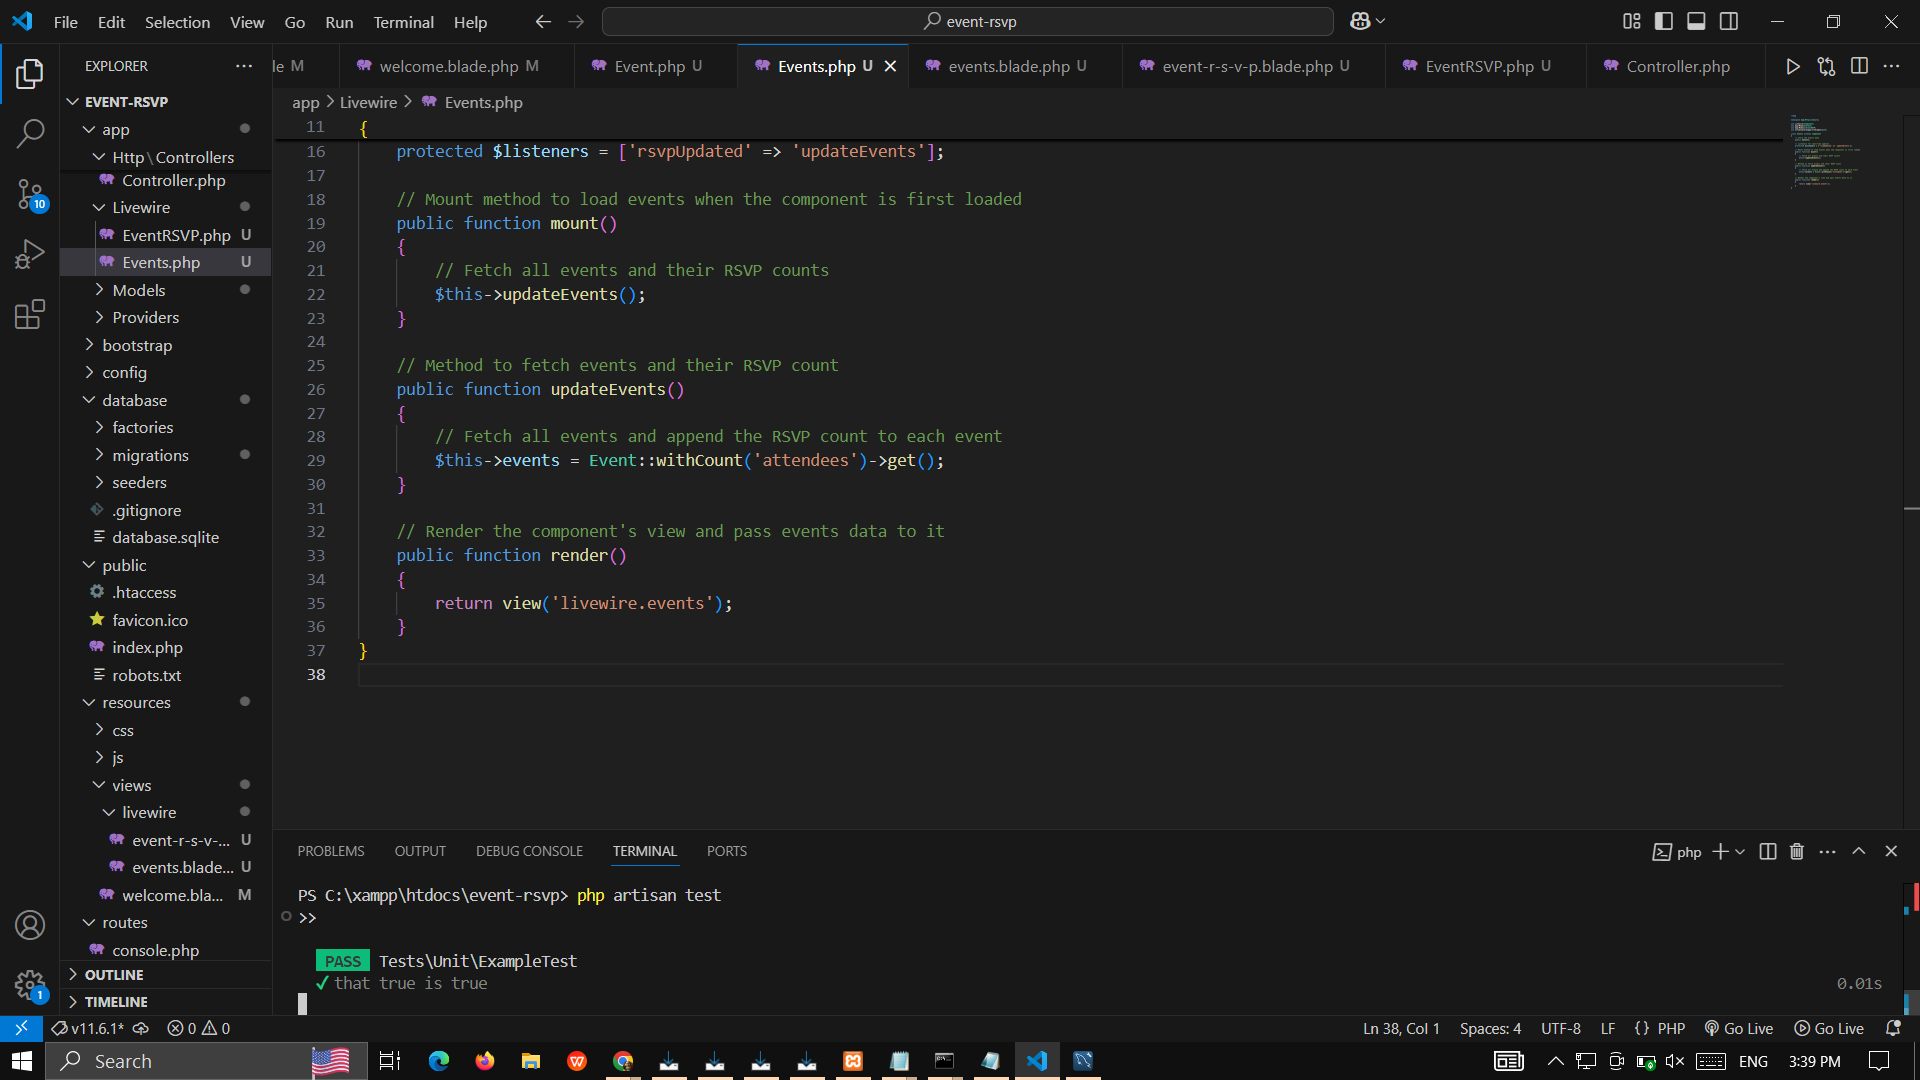 File Edit Selection View Go Run Terminal Help
event-rsvp
EXPLORER
EVENT-RSVP
app
Http\Controllers
Controller.php
Livewire
EventRSVP.php U
Events.php U
Models
Providers
bootstrap
config
database
factories
migrations
seeders
.gitignore
database.sqlite
public
.htaccess
favicon.ico
index.php
robots.txt
resources
css
js
views
livewire
event-r-s-v-... U
events.blade... U
welcome.bla... M
routes
console.php
OUTLINE
TIMELINE
10
1
le M
welcome.blade.php M
Event.php U
Events.php U
events.blade.php U
event-r-s-v-p.blade.php U
EventRSVP.php U
Controller.php
app > Livewire > Events.php
11 {
16 protected $listeners = ['rsvpUpdated' => 'updateEvents'];
17
18 // Mount method to load events when the component is first loaded
19 public function mount()
20 {
21 // Fetch all events and their RSVP counts
22 $this->updateEvents();
23 }
24
25 // Method to fetch events and their RSVP count
26 public function updateEvents()
27 {
28 // Fetch all events and append the RSVP count to each event
29 $this->events = Event::withCount('attendees')->get();
30 }
31
32 // Render the component's view and pass events data to it
33 public function render()
34 {
35 return view('livewire.events');
36 }
37 }
38
PROBLEMS OUTPUT DEBUG CONSOLE TERMINAL PORTS
php
PS C:\xampp\htdocs\event-rsvp> php artisan test
>>
PASS Tests\Unit\ExampleTest
✓ that true is true 0.01s
v11.6.1* 0 0
Ln 38, Col 1 Spaces: 4 UTF-8 LF {} PHP Go Live Go Live
Search
ENG 3:39 PM